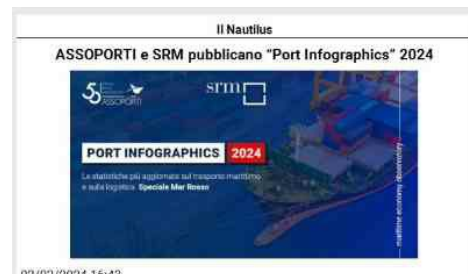 Il Nautilus
ASSOPORTI e SRM pubblicano “Port Infographics” 2024
ASSOPORTI
srm
PORT INFOGRAPHICS 2024
Le statistiche più aggiornate sul trasporto marittimo
e sulla logistica. Speciale Mar Rosso
maritime economy observatory